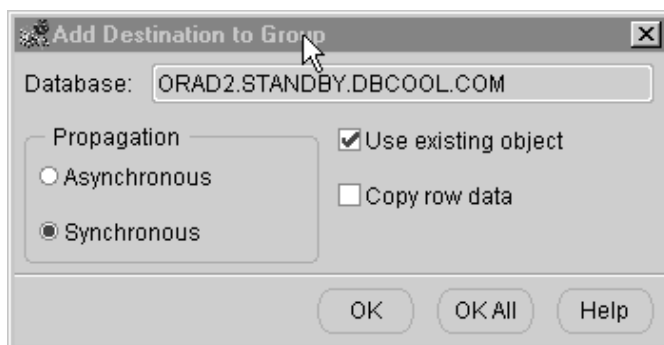 Add Destination to Group
Database: ORAD2.STANDBY.DBCOOL.COM
Propagation
Asynchronous
Synchronous
Use existing object
Copy row data
OK
OK All
Help